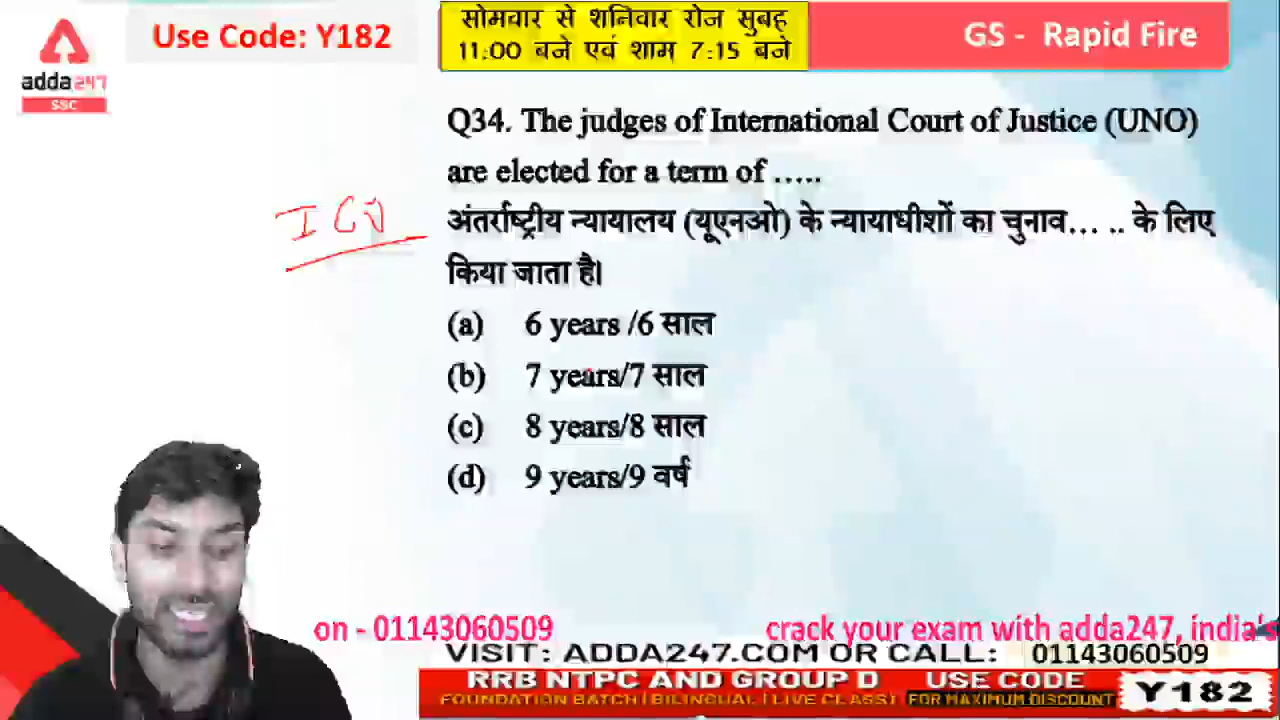 adda247
SSC
Use Code: Y182
सोमवार से शनिवार रोज सुबह
11:00 बजे एवं शाम 7:15 बजे
GS - Rapid Fire
Q34. The judges of International Court of Justice (UNO)
are elected for a term of …..
ICJ
अंतर्राष्ट्रीय न्यायालय (यूएनओ) के न्यायाधीशों का चुनाव... .. के लिए
किया जाता है।
(a) 6 years /6 साल
(b) 7 years/7 साल
(c) 8 years/8 साल
(d) 9 years/9 वर्ष
on - 01143060509 crack your exam with adda247, india's
VISIT: ADDA247.COM OR CALL: 01143060509
RRB NTPC AND GROUP D USE CODE
FOUNDATION BATCH | BILINGUAL | LIVE CLASS) FOR MAXIMUM DISCOUNT
Y182